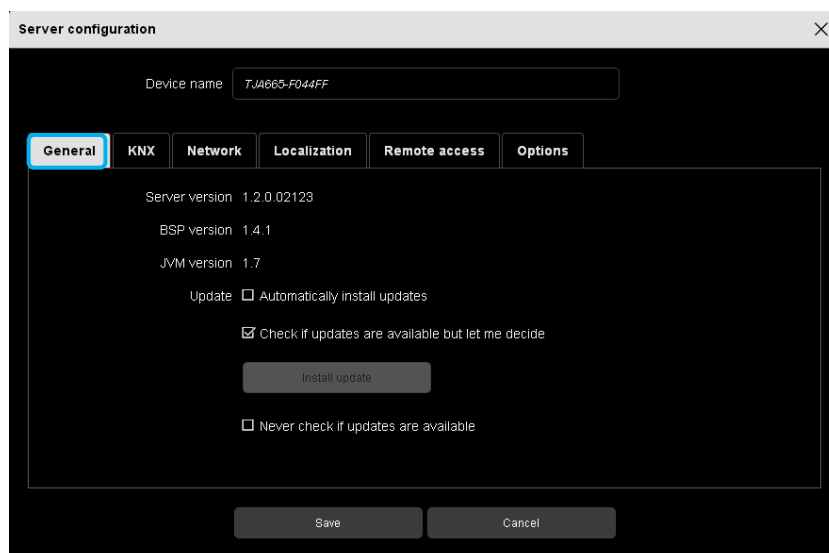 Server configuration
Device name TJA665-F044FF
General KNX Network Localization Remote access Options
Server version 1.2.0.02123
BSP version 1.4.1
JVM version 1.7
Update Automatically install updates
Check if updates are available but let me decide
Install update
Never check if updates are available
Save Cancel